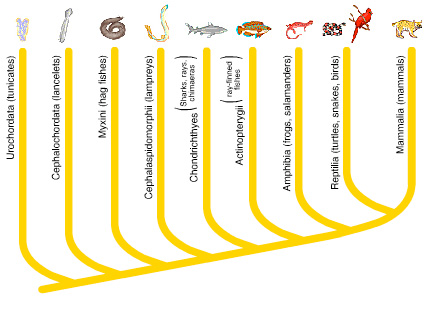 Urochordata (tunicates)
Cephalochordata (lancelets)
Myxini (hag fishes)
Cephalaspidomorphii (lampreys)
Chondrichthyes
(Sharks, rays,
chimaeras)
Actinopterygii
(ray-finned
fishes)
Amphibia (frogs, salamanders)
Reptilia (turtles, snakes, birds)
Mammalia (mammals)